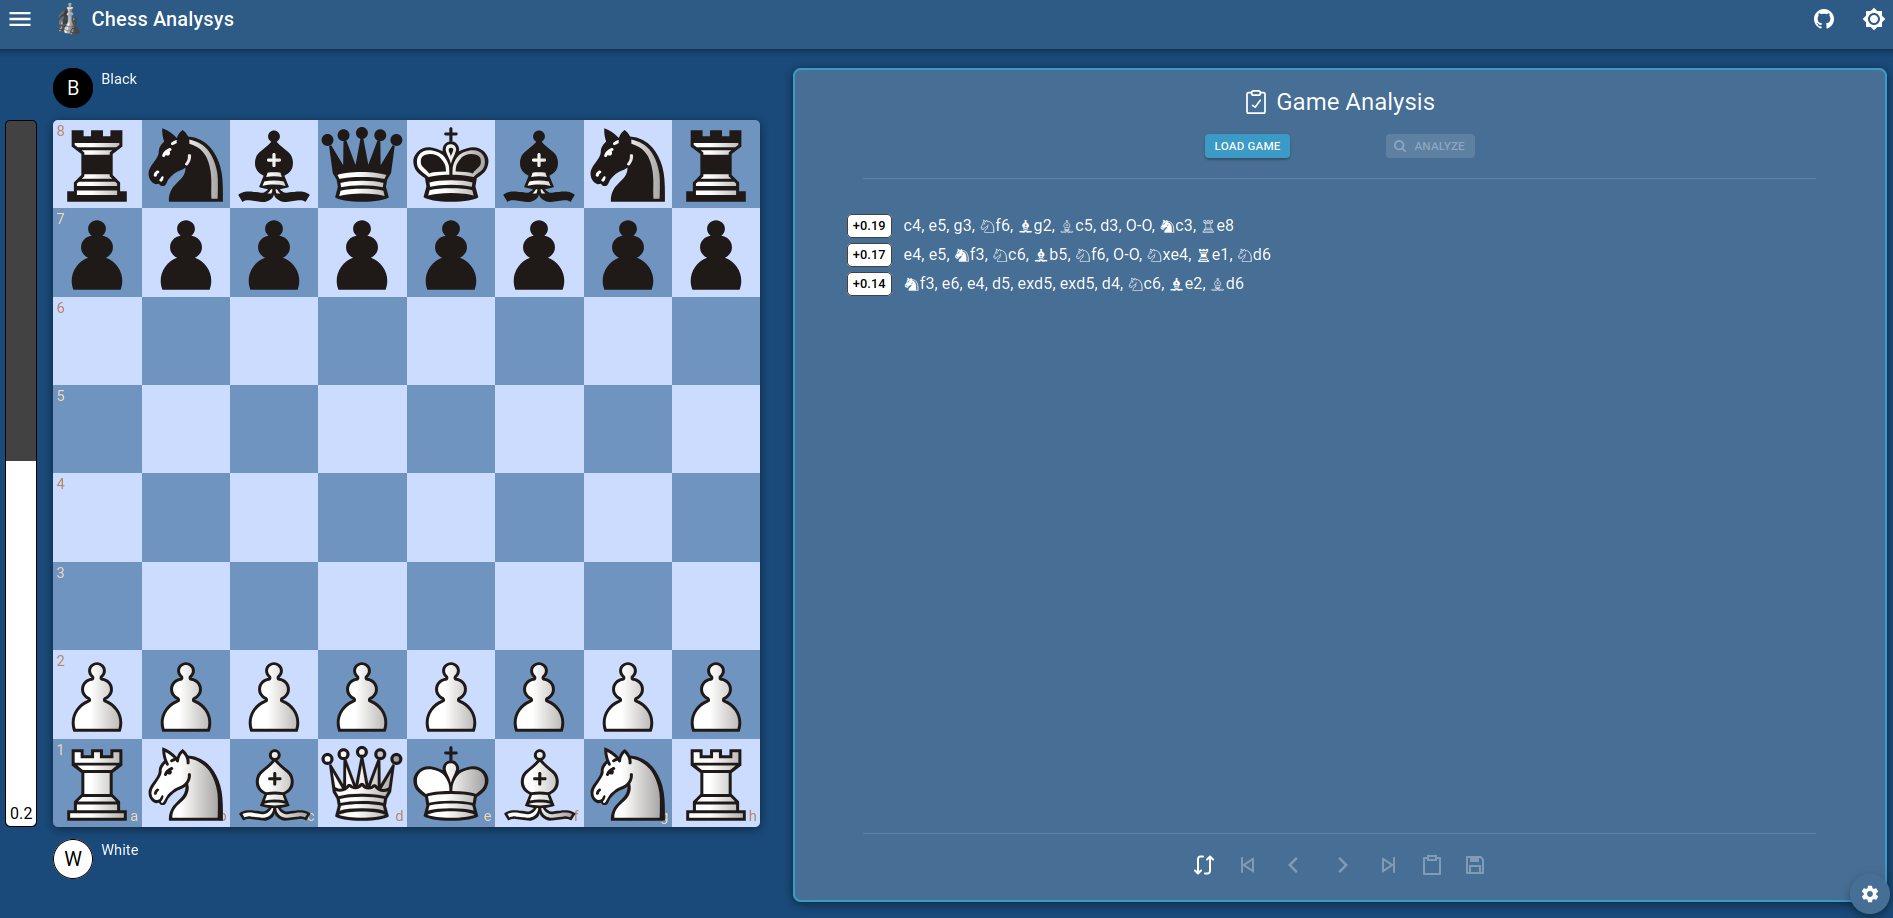 Chess Analysys
B Black
8
7
6
5
4
3
2
1
a b c d e f g h
0.2
W White
Game Analysis
LOAD GAME ANALYZE
+0.19 c4, e5, g3, ♘f6, ♝g2, ♗c5, d3, O-O, ♞c3, ♖e8
+0.17 e4, e5, ♞f3, ♘c6, ♝b5, ♘f6, O-O, ♘xe4, ♜e1, ♘d6
+0.14 ♞f3, e6, e4, d5, exd5, exd5, d4, ♘c6, ♝e2, ♗d6